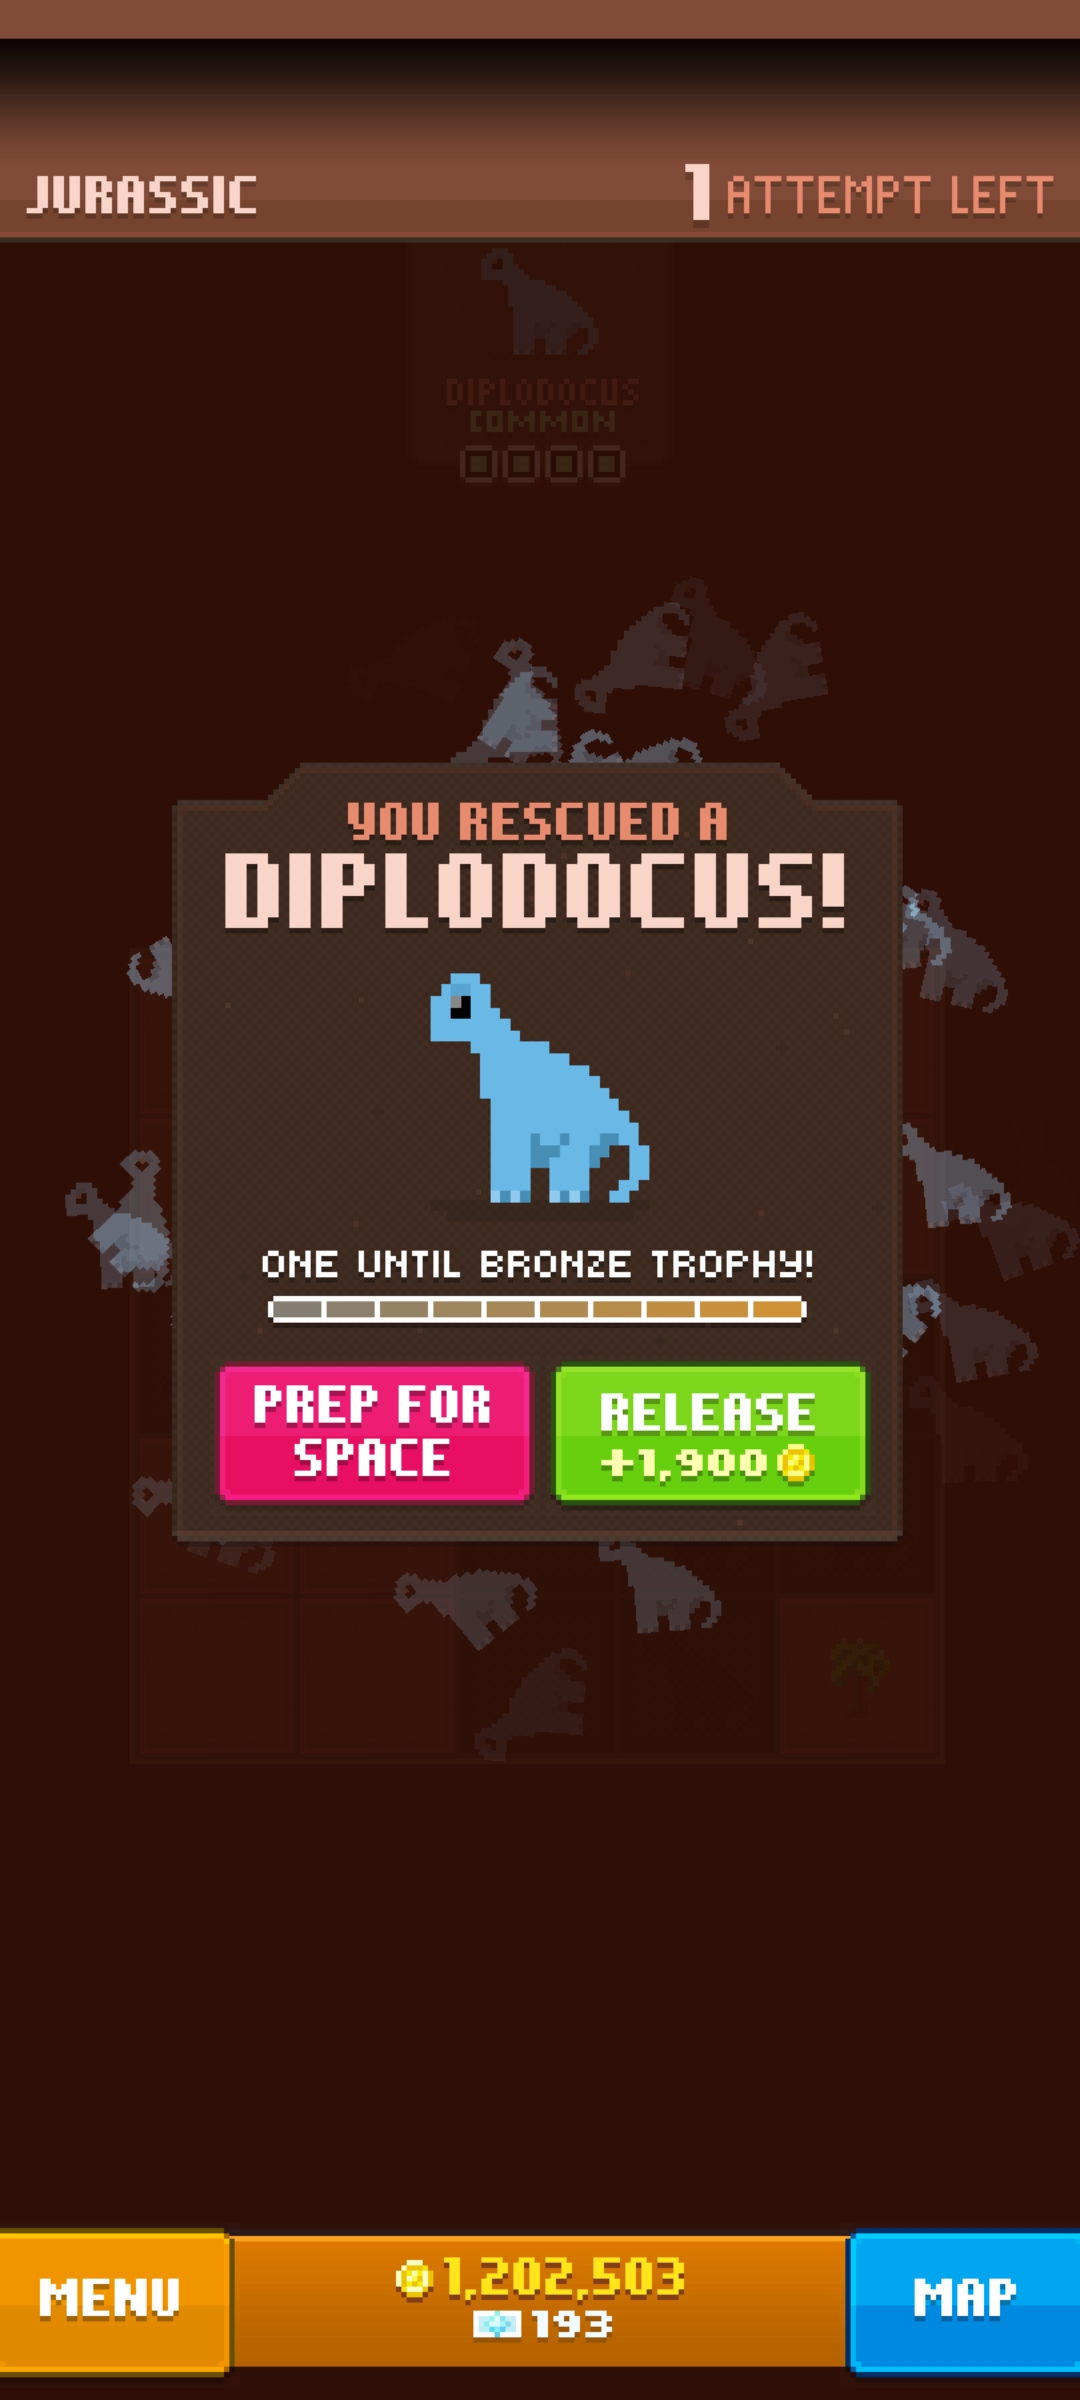 JURASSIC
1 ATTEMPT LEFT
DIPLODOCUS
COMMON
YOU RESCUED A
DIPLODOCUS!
ONE UNTIL BRONZE TROPHY!
PREP FOR
SPACE
RELEASE
+1,900
MENU
1,202,503
193
MAP